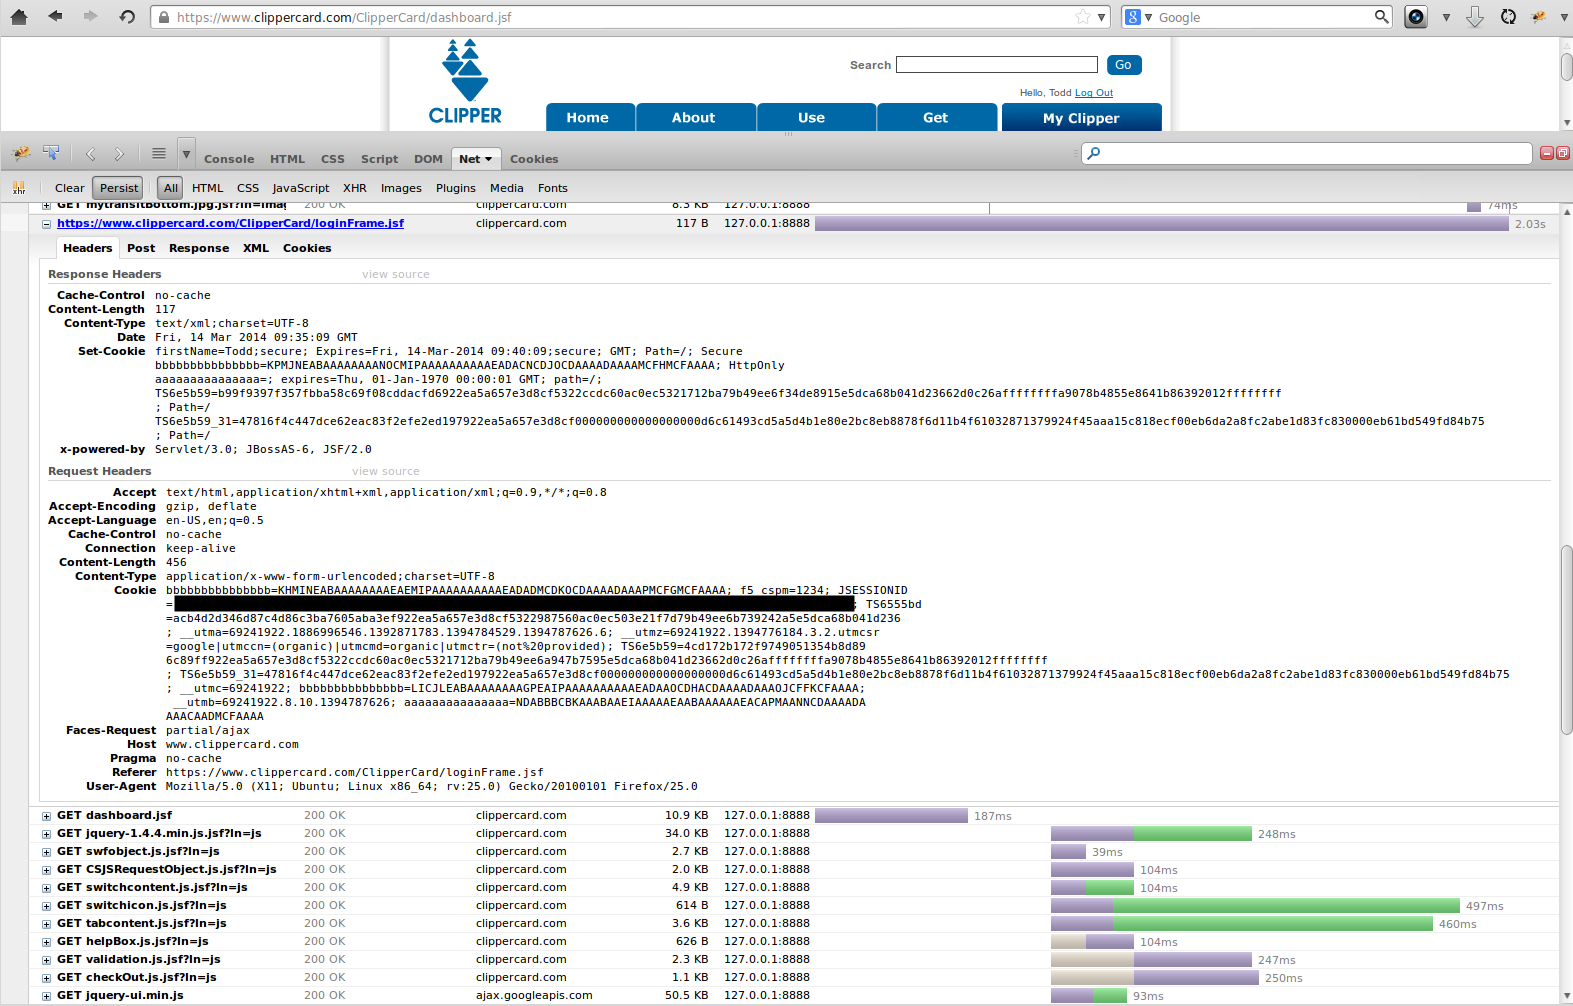 https://www.clippercard.com/ClipperCard/dashboard.jsf
8 Google
Search Go
Hello, Todd Log Out
CLIPPER
Home About Use Get My Clipper
Console HTML CSS Script DOM Net Cookies
xhr Clear Persist All HTML CSS JavaScript XHR Images Plugins Media Fonts
GET mytransitBottom.jpg.jsf?ln=imag 200 OK clippercard.com 8.3 KB 127.0.0.1:8888 74ms
https://www.clippercard.com/ClipperCard/loginFrame.jsf clippercard.com 117 B 127.0.0.1:8888 2.03s
Headers Post Response XML Cookies
Response Headers view source
Cache-Control no-cache
Content-Length 117
Content-Type text/xml;charset=UTF-8
Date Fri, 14 Mar 2014 09:35:09 GMT
Set-Cookie firstName=Todd;secure; Expires=Fri, 14-Mar-2014 09:40:09;secure; GMT; Path=/; Secure
bbbbbbbbbbbbbbb=KPMJNEABAAAAAAAANOCMIPAAAAAAAAAAEADACNCDJOCDAAAADAAAAMCFHMCFAAAA; HttpOnly
aaaaaaaaaaaaaaa=; expires=Thu, 01-Jan-1970 00:00:01 GMT; path=/;
TS6e5b59=b99f9397f357fbba58c69f08cddacfd6922ea5a657e3d8cf5322ccdc60ac0ec5321712ba79b49ee6f34de8915e5dca68b041d23662d0c26affffffffa9078b4855e8641b86392012ffffffff
; Path=/
TS6e5b59_31=47816f4c447dce62eac83f2efe2ed197922ea5a657e3d8cf000000000000000000d6c61493cd5a5d4b1e80e2bc8eb8878f6d11b4f61032871379924f45aaa15c818ecf00eb6da2a8fc2abe1d83fc830000eb61bd549fd84b75
; Path=/
x-powered-by Servlet/3.0; JBossAS-6, JSF/2.0
Request Headers view source
Accept text/html,application/xhtml+xml,application/xml;q=0.9,*/*;q=0.8
Accept-Encoding gzip, deflate
Accept-Language en-US,en;q=0.5
Cache-Control no-cache
Connection keep-alive
Content-Length 456
Content-Type application/x-www-form-urlencoded;charset=UTF-8
Cookie bbbbbbbbbbbbbbb=KHMINEABAAAAAAAAEAEMIPAAAAAAAAAAEADADMCDKOCDAAAADAAAPMCFGMCFAAAA; f5_cspm=1234; JSESSIONID
= ; TS6555bd
=acb4d2d346d87c4d86c3ba7605aba3ef922ea5a657e3d8cf5322987560ac0ec503e21f7d79b49ee6b739242a5e5dca68b041d236
; __utma=69241922.1886996546.1392871783.1394784529.1394787626.6; __utmz=69241922.1394776184.3.2.utmcsr
=google|utmccn=(organic)|utmcmd=organic|utmctr=(not%20provided); TS6e5b59=4cd172b172f9749051354b8d89
6c89ff922ea5a657e3d8cf5322ccdc60ac0ec5321712ba79b49ee6a947b7595e5dca68b041d23662d0c26affffffffa9078b4855e8641b86392012ffffffff
; TS6e5b59_31=47816f4c447dce62eac83f2efe2ed197922ea5a657e3d8cf000000000000000000d6c61493cd5a5d4b1e80e2bc8eb8878f6d11b4f61032871379924f45aaa15c818ecf00eb6da2a8fc2abe1d83fc830000eb61bd549fd84b75
; __utmc=69241922; bbbbbbbbbbbbbbb=LICJLEABAAAAAAAAGPEAIPAAAAAAAAAAEADAAOCDHACDAAAADAAAOJCFFKCFAAAA;
__utmb=69241922.8.10.1394787626; aaaaaaaaaaaaaaa=NDABBBCBKAAABAAEIAAAAAEAABAAAAAAEACAPMAANNCDAAAADA
AAACAADMCFAAAA
Faces-Request partial/ajax
Host www.clippercard.com
Pragma no-cache
Referer https://www.clippercard.com/ClipperCard/loginFrame.jsf
User-Agent Mozilla/5.0 (X11; Ubuntu; Linux x86_64; rv:25.0) Gecko/20100101 Firefox/25.0
GET dashboard.jsf 200 OK clippercard.com 10.9 KB 127.0.0.1:8888 187ms
GET jquery-1.4.4.min.js.jsf?ln=js 200 OK clippercard.com 34.0 KB 127.0.0.1:8888 248ms
GET swfobject.js.jsf?ln=js 200 OK clippercard.com 2.7 KB 127.0.0.1:8888 39ms
GET CSJSRequestObject.js.jsf?ln=js 200 OK clippercard.com 2.0 KB 127.0.0.1:8888 104ms
GET switchcontent.js.jsf?ln=js 200 OK clippercard.com 4.9 KB 127.0.0.1:8888 104ms
GET switchicon.js.jsf?ln=js 200 OK clippercard.com 614 B 127.0.0.1:8888 497ms
GET tabcontent.js.jsf?ln=js 200 OK clippercard.com 3.6 KB 127.0.0.1:8888 460ms
GET helpBox.js.jsf?ln=js 200 OK clippercard.com 626 B 127.0.0.1:8888 104ms
GET validation.js.jsf?ln=js 200 OK clippercard.com 2.3 KB 127.0.0.1:8888 247ms
GET checkOut.js.jsf?ln=js 200 OK clippercard.com 1.1 KB 127.0.0.1:8888 250ms
GET jquery-ui.min.js 200 OK ajax.googleapis.com 50.5 KB 127.0.0.1:8888 93ms